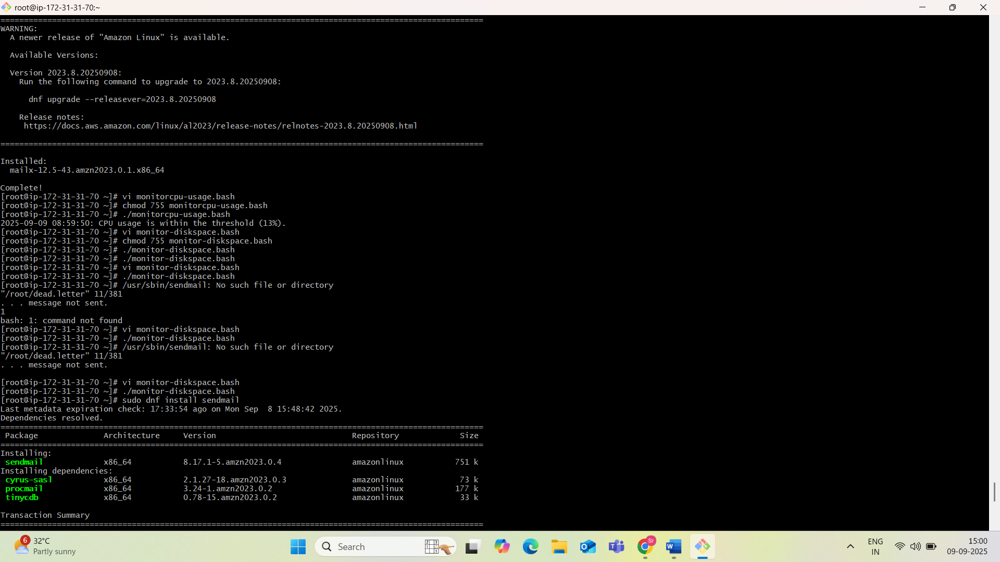 root@ip-172-31-31-70:~
=======================================================================================================
WARNING:
  A newer release of "Amazon Linux" is available.

  Available Versions:

  Version 2023.8.20250908:
    Run the following command to upgrade to 2023.8.20250908:

      dnf upgrade --releasever=2023.8.20250908

    Release notes:
     https://docs.aws.amazon.com/linux/al2023/release-notes/relnotes-2023.8.20250908.html

=======================================================================================================

Installed:
  mailx-12.5-43.amzn2023.0.1.x86_64

Complete!
[root@ip-172-31-31-70 ~]# vi monitorcpu-usage.bash
[root@ip-172-31-31-70 ~]# chmod 755 monitorcpu-usage.bash
[root@ip-172-31-31-70 ~]# ./monitorcpu-usage.bash
2025-09-09 08:59:50: CPU usage is within the threshold (13%).
[root@ip-172-31-31-70 ~]# vi monitor-diskspace.bash
[root@ip-172-31-31-70 ~]# chmod 755 monitor-diskspace.bash
[root@ip-172-31-31-70 ~]# ./monitor-diskspace.bash
[root@ip-172-31-31-70 ~]# ./monitor-diskspace.bash
[root@ip-172-31-31-70 ~]# vi monitor-diskspace.bash
[root@ip-172-31-31-70 ~]# ./monitor-diskspace.bash
[root@ip-172-31-31-70 ~]# /usr/sbin/sendmail: No such file or directory
"/root/dead.letter" 11/381
. . . message not sent.
1
bash: 1: command not found
[root@ip-172-31-31-70 ~]# vi monitor-diskspace.bash
[root@ip-172-31-31-70 ~]# ./monitor-diskspace.bash
[root@ip-172-31-31-70 ~]# /usr/sbin/sendmail: No such file or directory
"/root/dead.letter" 11/381
. . . message not sent.

[root@ip-172-31-31-70 ~]# vi monitor-diskspace.bash
[root@ip-172-31-31-70 ~]# ./monitor-diskspace.bash
[root@ip-172-31-31-70 ~]# sudo dnf install sendmail
Last metadata expiration check: 17:33:54 ago on Mon Sep  8 15:48:42 2025.
Dependencies resolved.
=======================================================================================================
 Package              Architecture     Version                             Repository             Size
=======================================================================================================
Installing:
 sendmail             x86_64           8.17.1-5.amzn2023.0.4               amazonlinux           751 k
Installing dependencies:
 cyrus-sasl           x86_64           2.1.27-18.amzn2023.0.3              amazonlinux            73 k
 procmail             x86_64           3.24-1.amzn2023.0.2                 amazonlinux           177 k
 tinycdb              x86_64           0.78-15.amzn2023.0.2                amazonlinux            33 k

Transaction Summary
=======================================================================================================
6
32°C
Partly sunny
Search
Sr
ENG
IN
15:00
09-09-2025